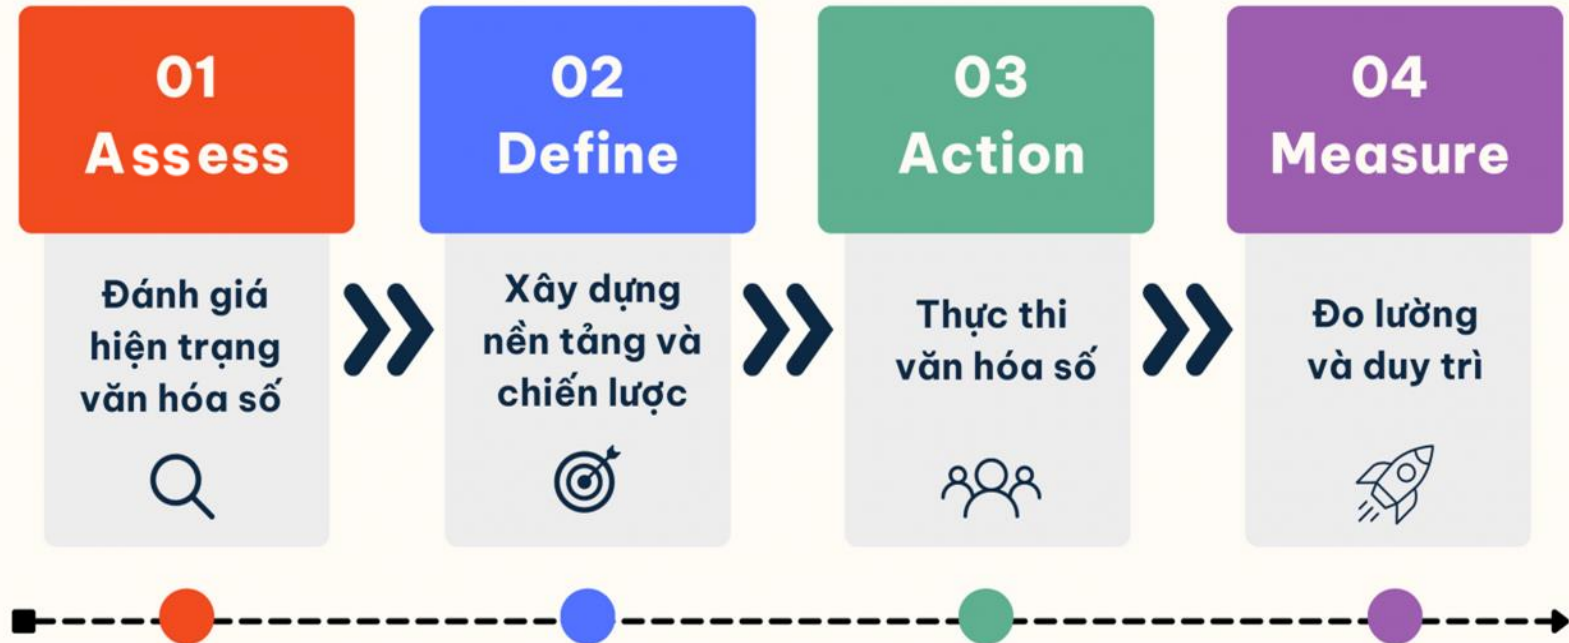 01
Assess
Đánh giá
hiện trạng
văn hóa số
02
Define
Xây dựng
nền tảng và
chiến lược
03
Action
Thực thi
văn hóa số
04
Measure
Đo lường
và duy trì